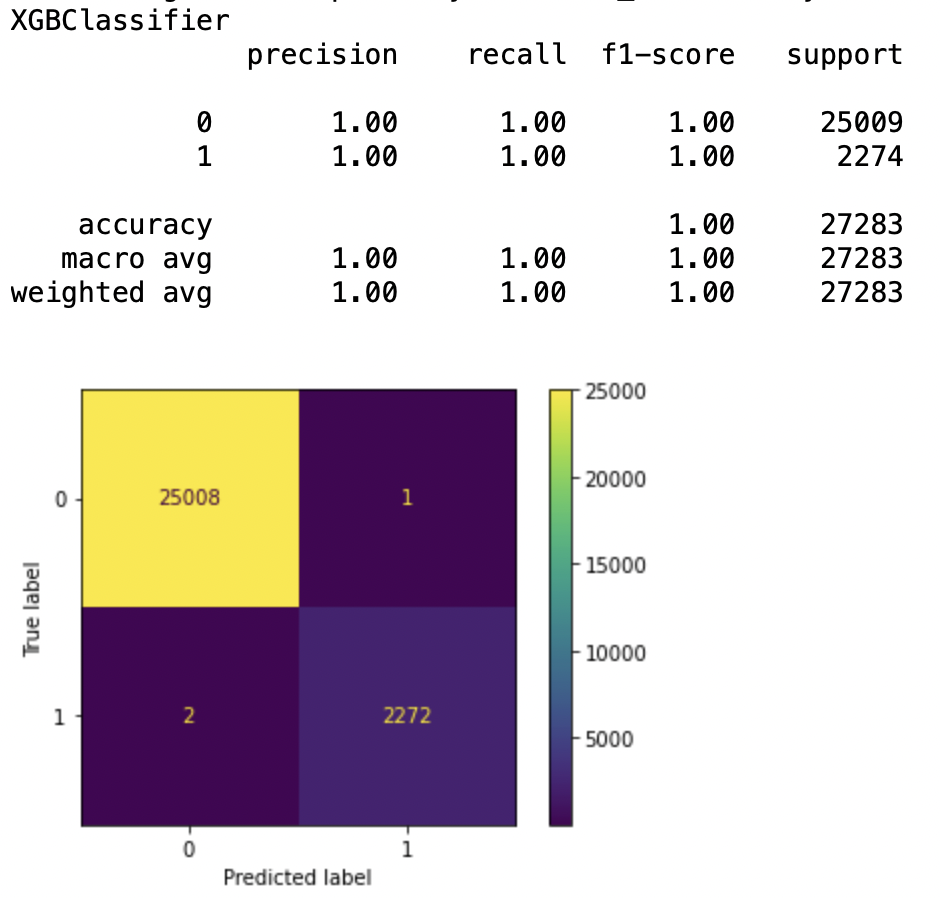 XGBClassifier
precision recall f1-score support
0 1.00 1.00 1.00 25009
1 1.00 1.00 1.00 2274
accuracy 1.00 27283
macro avg 1.00 1.00 1.00 27283
weighted avg 1.00 1.00 1.00 27283
25000
20000
15000
10000
5000
True label
0
25008 1
1
2 2272
0 1
Predicted label